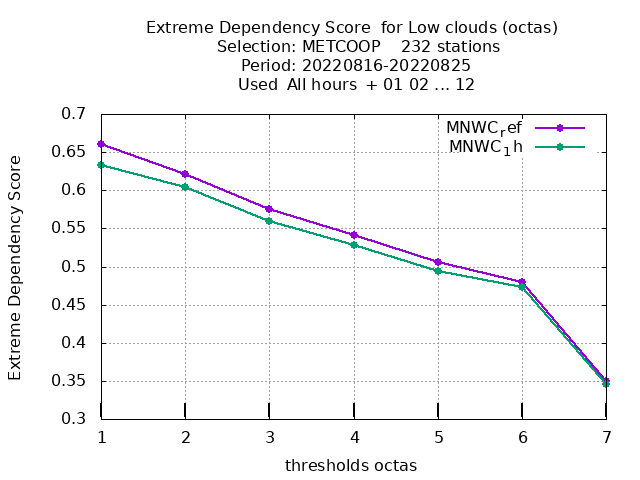 Extreme Dependency Score  for Low clouds (octas)
Selection: METCOOP    232 stations
Period: 20220816-20220825
Used  All hours  + 01 02 ... 12
Extreme Dependency Score
0.7
0.65
0.6
0.55
0.5
0.45
0.4
0.35
0.3
MNWCref
MNWC1h
1 2 3 4 5 6 7
thresholds octas